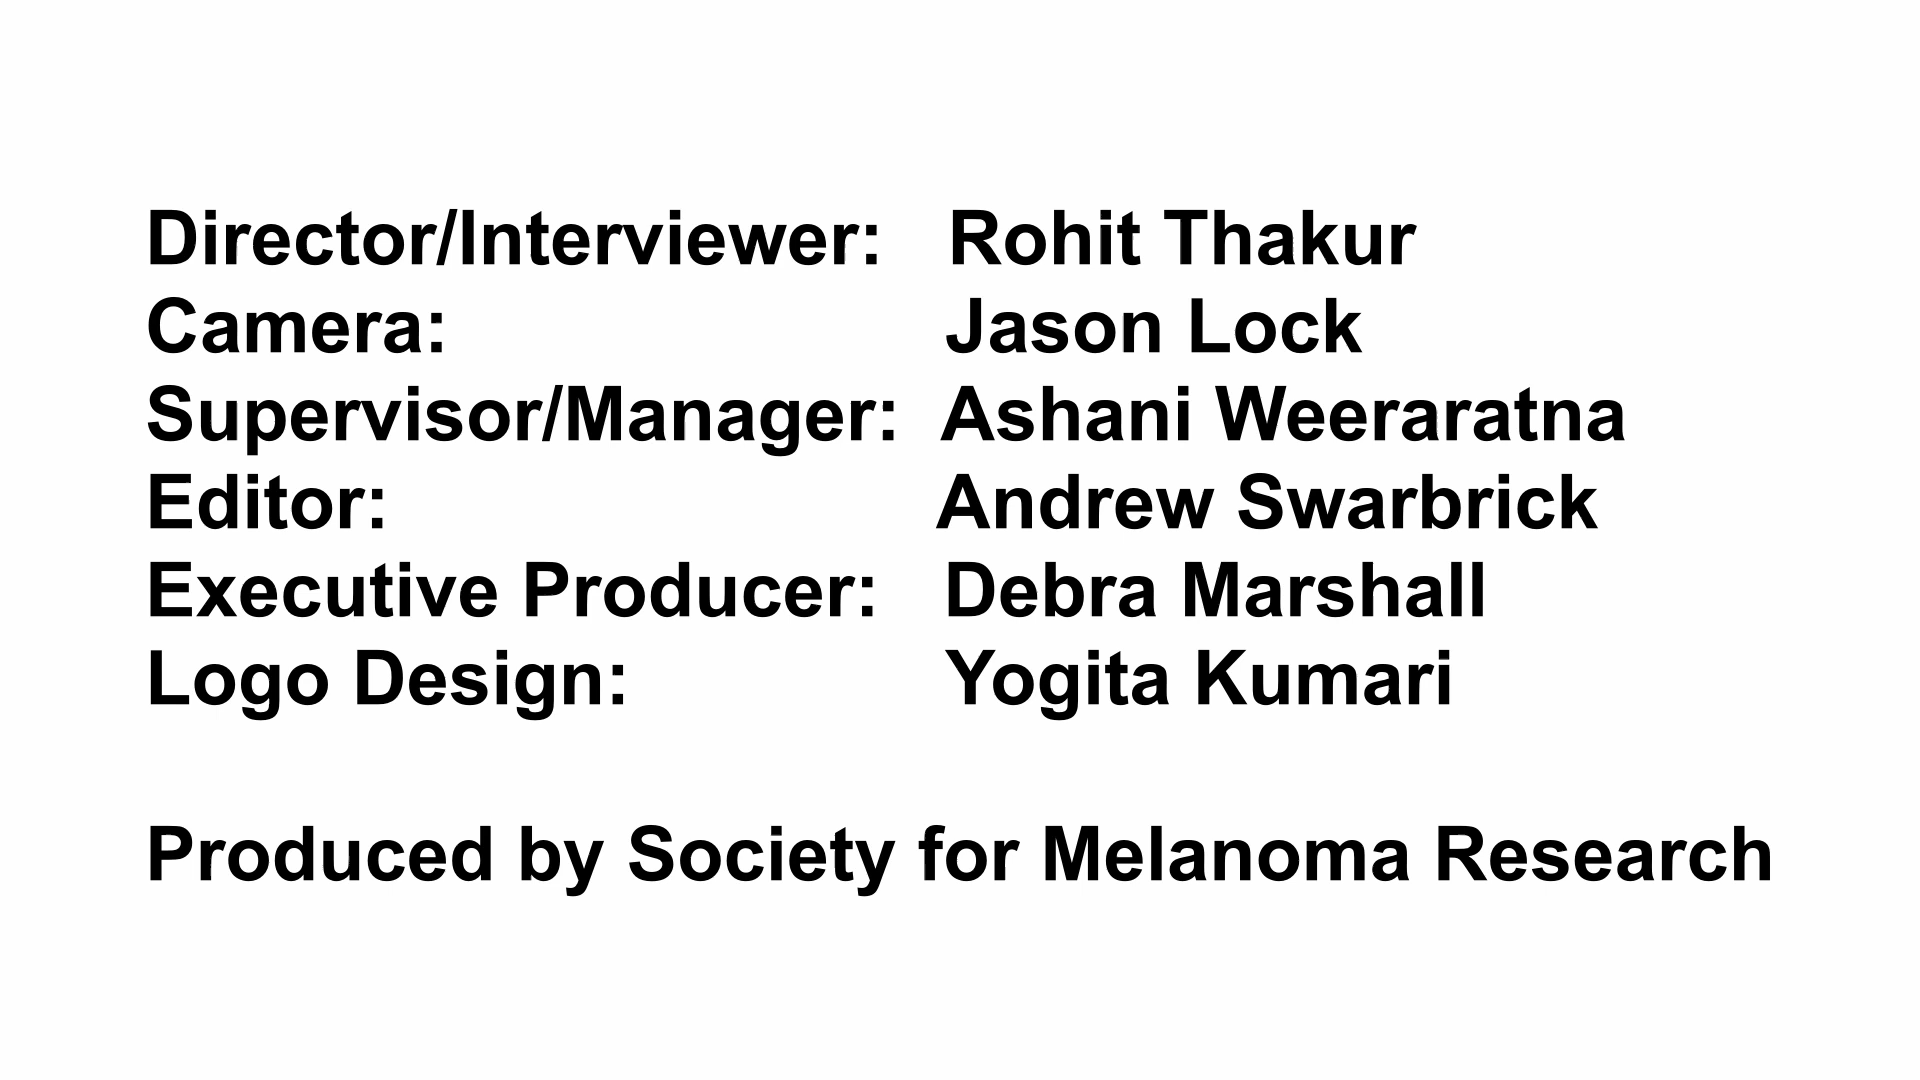 Director/Interviewer: Rohit Thakur
Camera: Jason Lock
Supervisor/Manager: Ashani Weeraratna
Editor: Andrew Swarbrick
Executive Producer: Debra Marshall
Logo Design: Yogita Kumari
Produced by Society for Melanoma Research